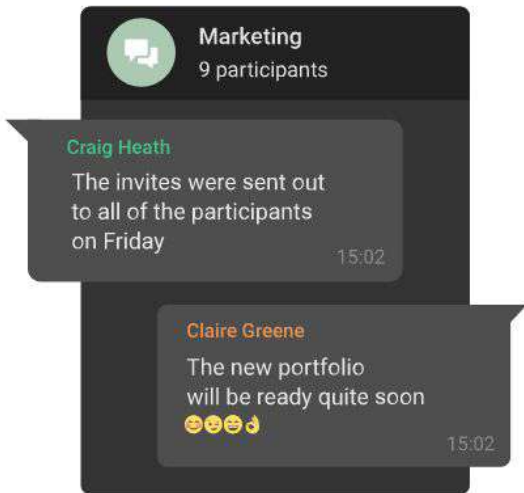 Marketing
9 participants
Craig Heath
The invites were sent out
to all of the participants
on Friday
15:02
Claire Greene
The new portfolio
will be ready quite soon
😊😉😄👌
15:02